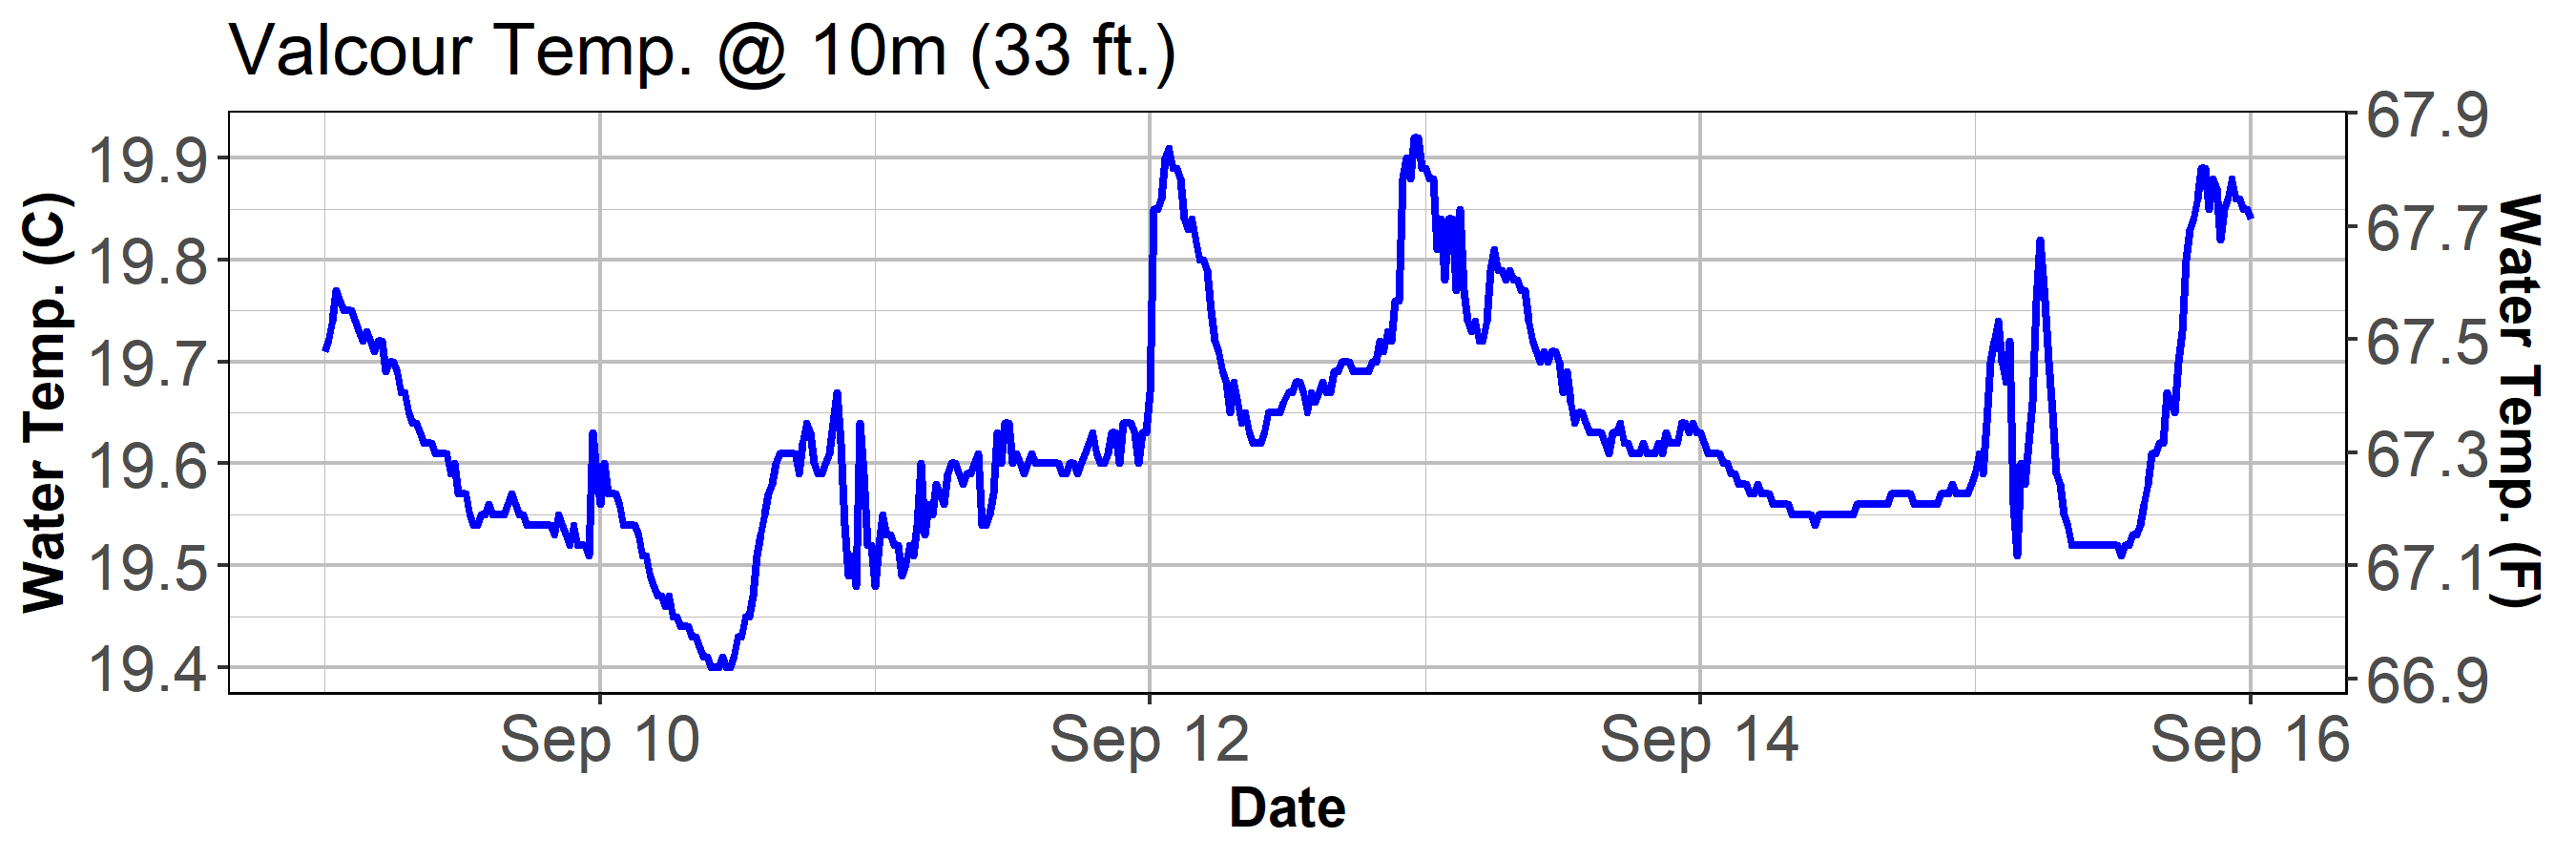 Valcour Temp. @ 10m (33 ft.)
Water Temp. (C)
19.9
19.8
19.7
19.6
19.5
19.4
67.9
67.7
67.5
67.3
67.1
66.9
Water Temp. (F)
Sep 10
Sep 12
Sep 14
Sep 16
Date